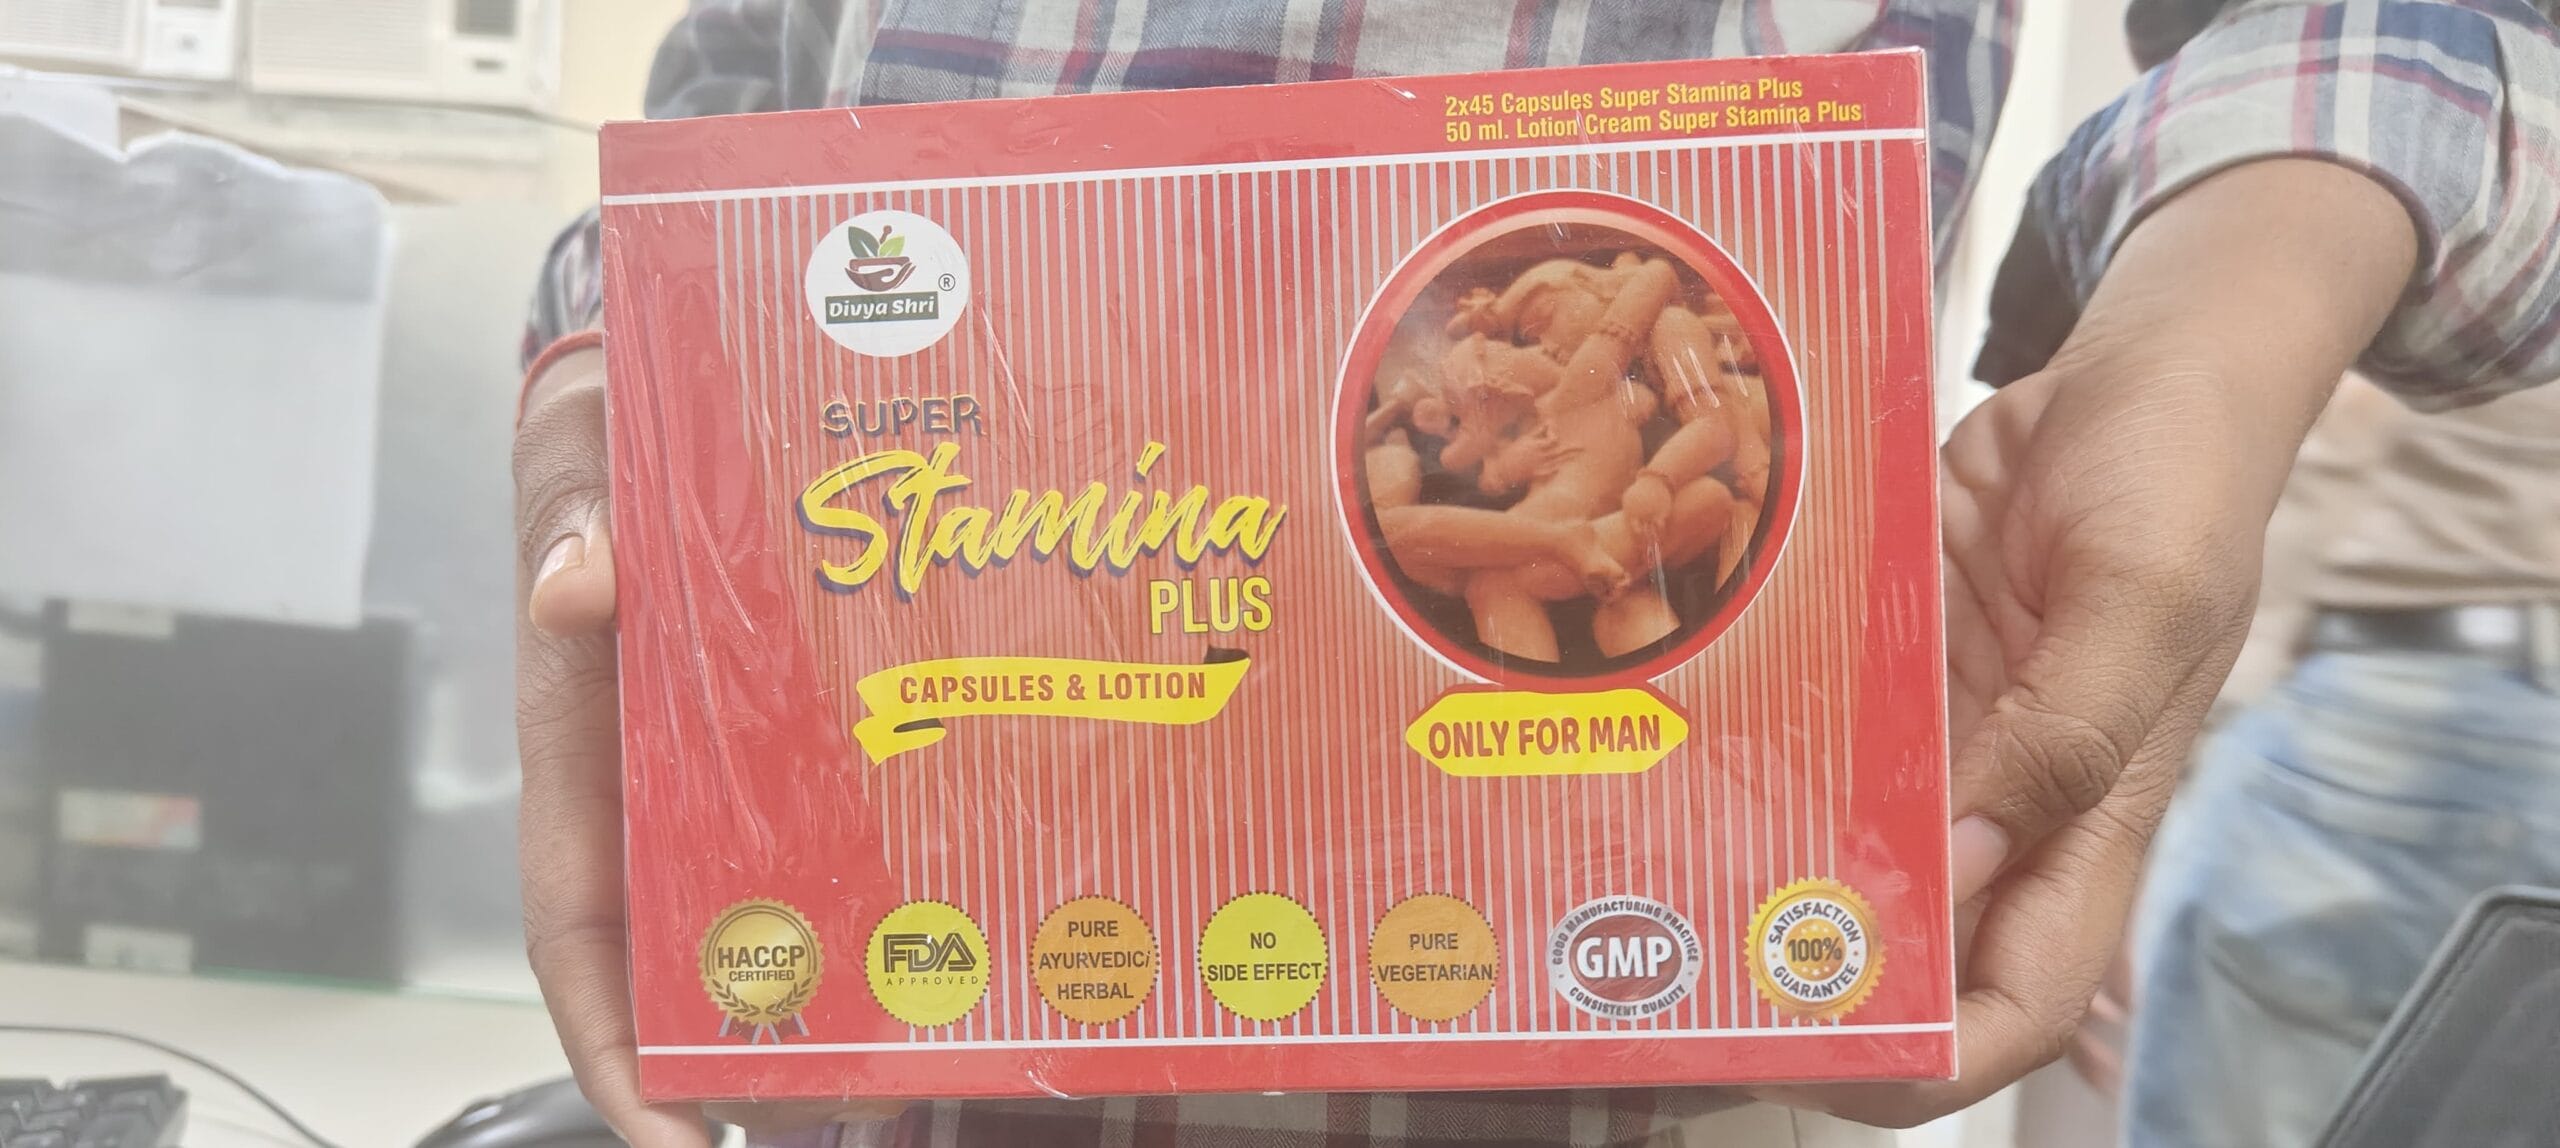 2x45 Capsules Super Stamina Plus
50 ml. Lotion Cream Super Stamina Plus
Divya Shri ®
SUPER
Stamina
PLUS
CAPSULES & LOTION
ONLY FOR MAN
HACCP
CERTIFIED
FDA
APPROVED
PURE
AYURVEDIC/
HERBAL
NO
SIDE EFFECT
PURE
VEGETARIAN
GOOD MANUFACTURING PRACTICE
GMP
CONSISTENT QUALITY
SATISFACTION
100%
GUARANTEE